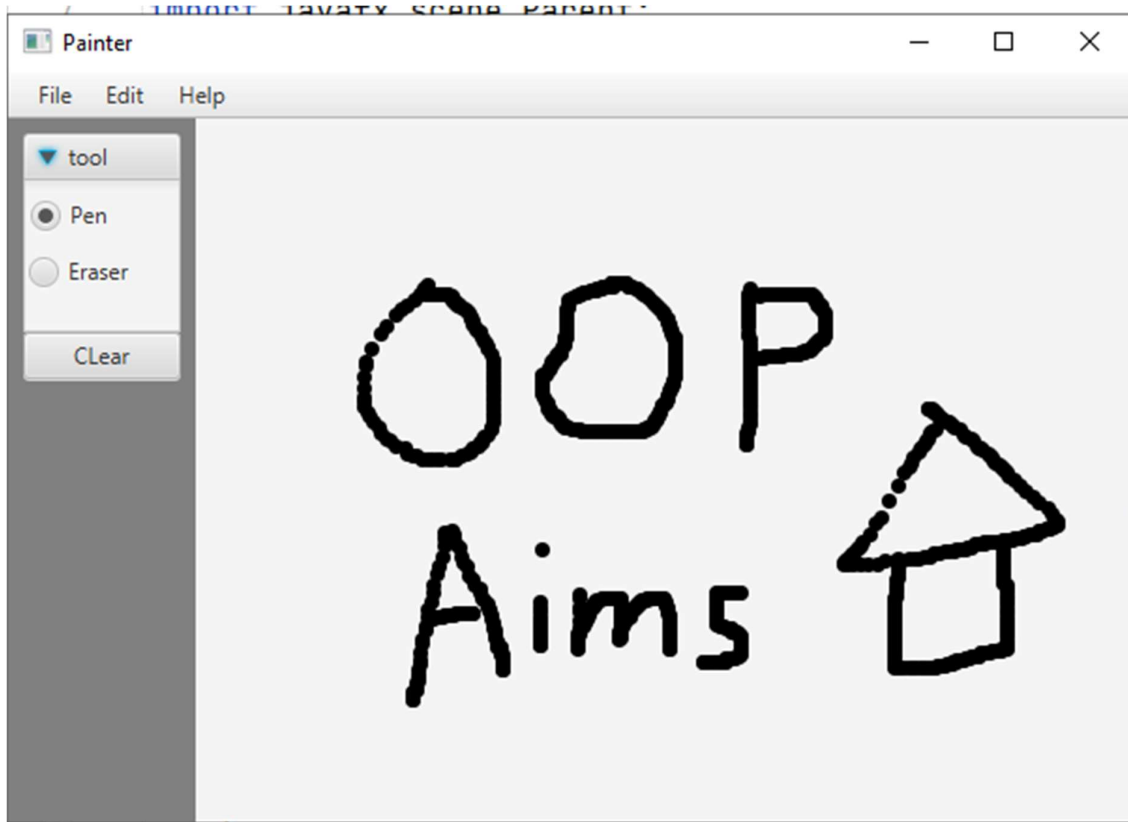 import javafx.scene.Parent;
Painter
File Edit Help
tool
Pen
Eraser
CLear
OOP
Aims